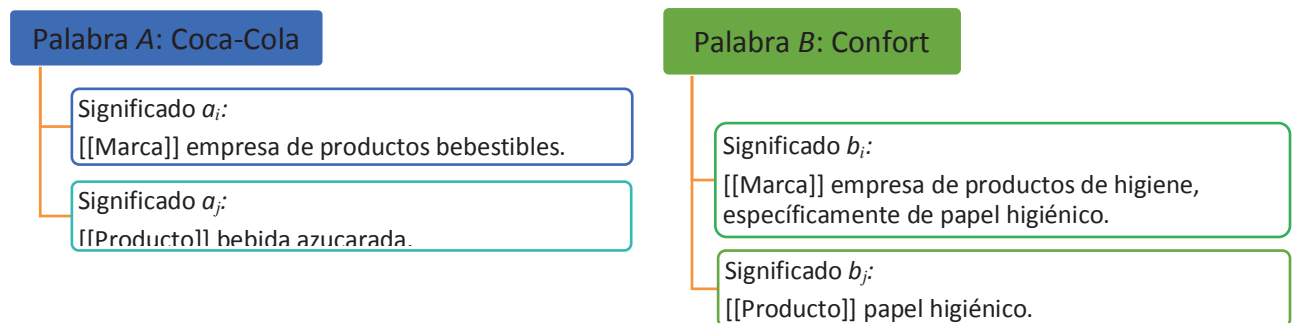 Palabra A: Coca-Cola
Significado aᵢ:
[[Marca]] empresa de productos bebestibles.
Significado aⱼ:
[[Producto]] bebida azucarada.
Palabra B: Confort
Significado bᵢ:
[[Marca]] empresa de productos de higiene,
específicamente de papel higiénico.
Significado bⱼ:
[[Producto]] papel higiénico.